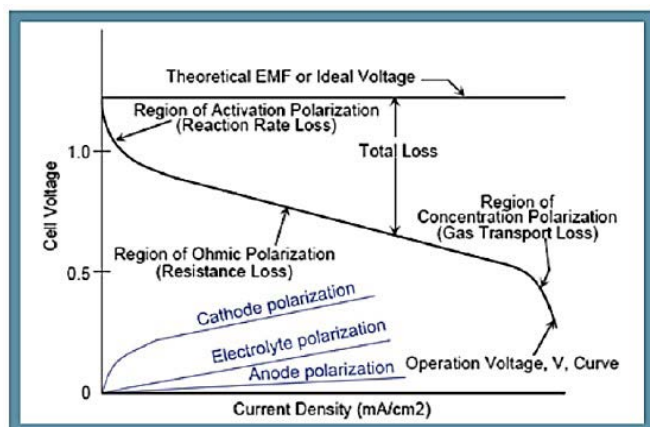 Theoretical EMF or Ideal Voltage
Region of Activation Polarization
(Reaction Rate Loss)
Total Loss
1.0
Cell Voltage
Region of
Concentration Polarization
(Gas Transport Loss)
Region of Ohmic Polarization
(Resistance Loss)
0.5
Cathode polarization
Electrolyte polarization
Anode polarization
Operation Voltage, V, Curve
0
Current Density (mA/cm2)